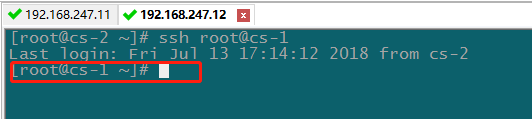 192.168.247.11 192.168.247.12 x
[root@cs-2 ~]# ssh root@cs-1
Last login: Fri Jul 13 17:14:12 2018 from cs-2
[root@cs-1 ~]#